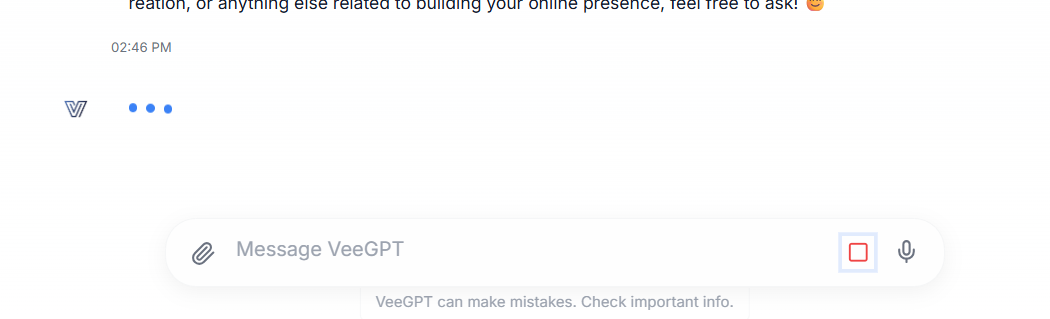 reation, or anything else related to building your online presence, feel free to ask! 😊
02:46 PM
Message VeeGPT
VeeGPT can make mistakes. Check important info.